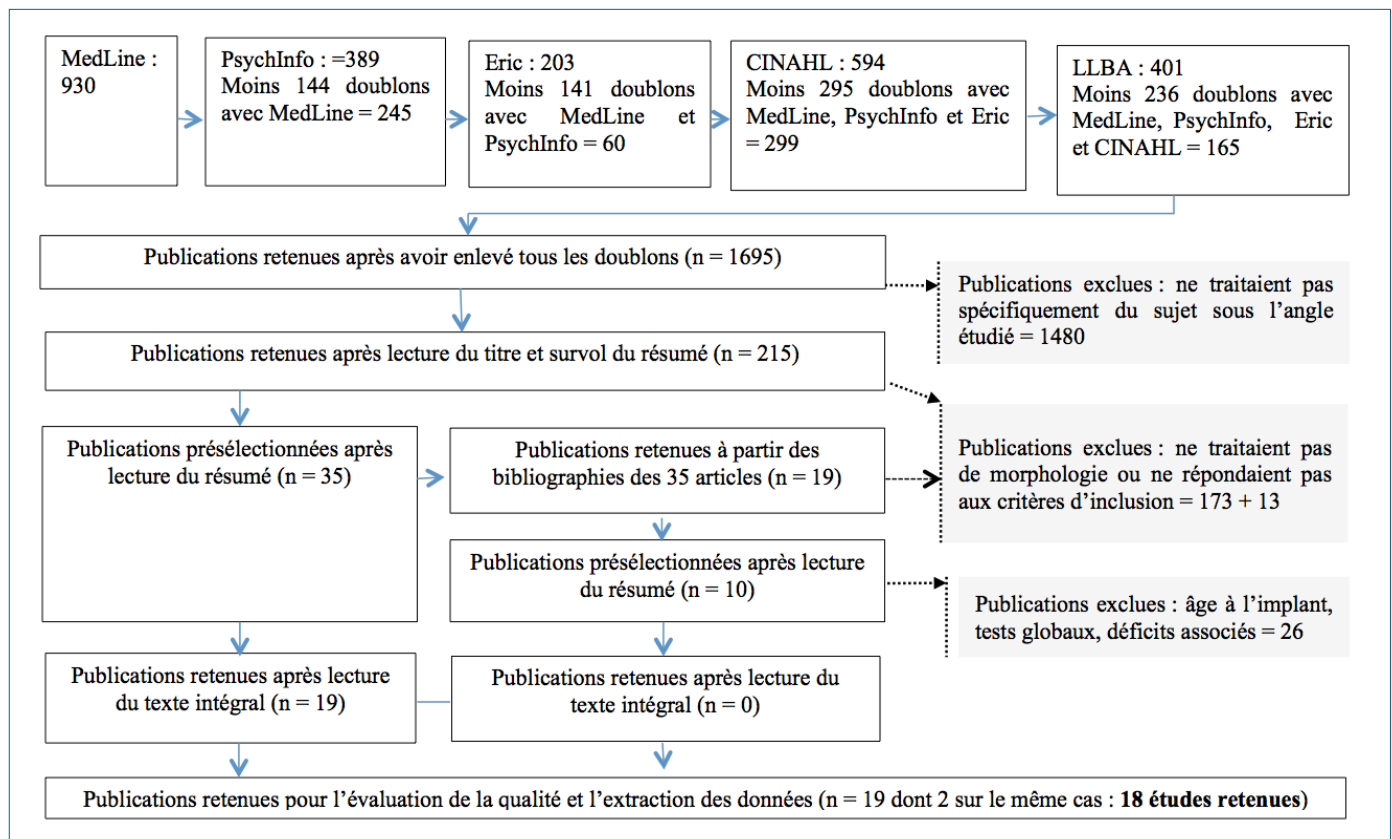 MedLine :
930
PsychInfo : =389
Moins 144 doublons
avec MedLine = 245
Eric : 203
Moins 141 doublons
avec MedLine et
PsychInfo = 60
CINAHL : 594
Moins 295 doublons avec
MedLine, PsychInfo et Eric
= 299
LLBA : 401
Moins 236 doublons avec
MedLine, PsychInfo, Eric
et CINAHL = 165
Publications retenues après avoir enlevé tous les doublons (n = 1695)
Publications exclues : ne traitaient pas
spécifiquement du sujet sous l’angle
étudié = 1480
Publications retenues après lecture du titre et survol du résumé (n = 215)
Publications présélectionnées après
lecture du résumé (n = 35)
Publications retenues à partir des
bibliographies des 35 articles (n = 19)
Publications exclues : ne traitaient pas
de morphologie ou ne répondaient pas
aux critères d’inclusion = 173 + 13
Publications présélectionnées après lecture
du résumé (n = 10)
Publications exclues : âge à l’implant,
tests globaux, déficits associés = 26
Publications retenues après lecture
du texte intégral (n = 19)
Publications retenues après lecture du
texte intégral (n = 0)
Publications retenues pour l’évaluation de la qualité et l’extraction des données (n = 19 dont 2 sur le même cas : 18 études retenues)